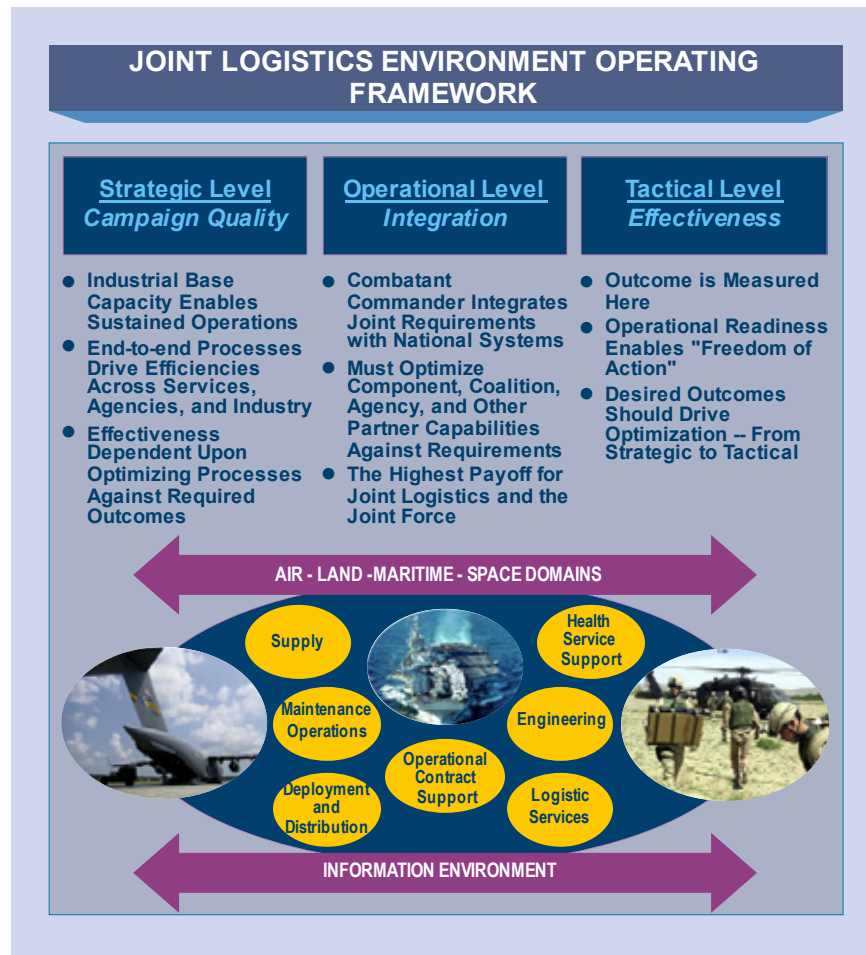 JOINT LOGISTICS ENVIRONMENT OPERATING
FRAMEWORK
Strategic Level
Campaign Quality
● Industrial Base
Capacity Enables
Sustained Operations
● End-to-end Processes
Drive Efficiencies
Across Services,
Agencies, and Industry
● Effectiveness
Dependent Upon
Optimizing Processes
Against Required
Outcomes
Operational Level
Integration
● Combatant
Commander Integrates
Joint Requirements
with National Systems
● Must Optimize
Component, Coalition,
Agency, and Other
Partner Capabilities
Against Requirements
● The Highest Payoff for
Joint Logistics and the
Joint Force
Tactical Level
Effectiveness
● Outcome is Measured
Here
● Operational Readiness
Enables "Freedom of
Action"
● Desired Outcomes
Should Drive
Optimization -- From
Strategic to Tactical
AIR - LAND -MARITIME - SPACE DOMAINS
Supply
Health
Service
Support
Maintenance
Operations
Engineering
Operational
Contract
Support
Deployment
and
Distribution
Logistic
Services
INFORMATION ENVIRONMENT